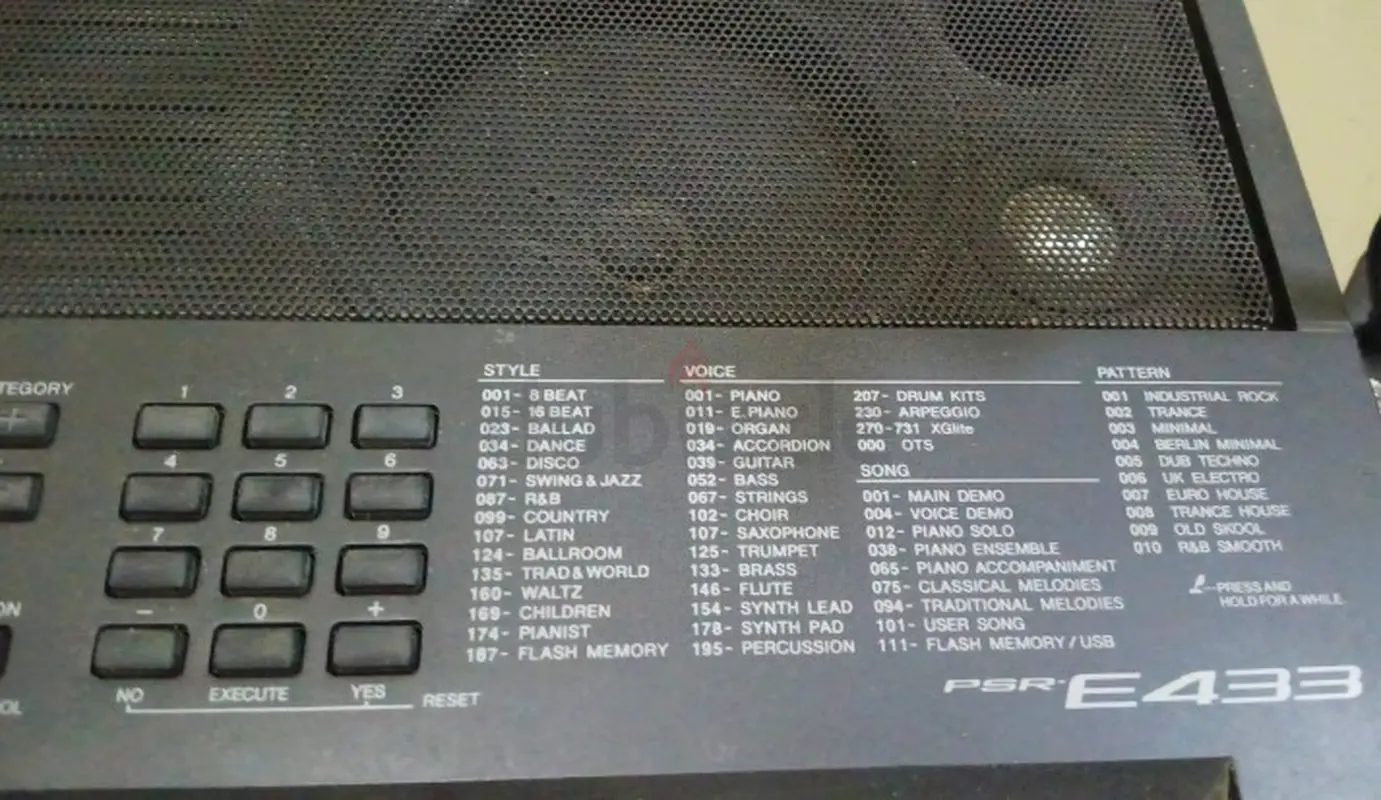 TEGORY
1 2 3
4 5 6
7 8 9
- 0 +
NO EXECUTE YES RESET
STYLE
001- 8 BEAT
015- 16 BEAT
023- BALLAD
034- DANCE
063- DISCO
071- SWING & JAZZ
087- R&B
099- COUNTRY
107- LATIN
124- BALLROOM
135- TRAD & WORLD
160- WALTZ
169- CHILDREN
174- PIANIST
187- FLASH MEMORY
VOICE
001- PIANO
011- E. PIANO
019- ORGAN
034- ACCORDION
039- GUITAR
052- BASS
067- STRINGS
102- CHOIR
107- SAXOPHONE
125- TRUMPET
133- BRASS
146- FLUTE
154- SYNTH LEAD
178- SYNTH PAD
195- PERCUSSION
207- DRUM KITS
230- ARPEGGIO
270-731 XGlite
000 OTS
SONG
001- MAIN DEMO
004- VOICE DEMO
012- PIANO SOLO
038- PIANO ENSEMBLE
065- PIANO ACCOMPANIMENT
075- CLASSICAL MELODIES
094- TRADITIONAL MELODIES
101- USER SONG
111- FLASH MEMORY / USB
PATTERN
001 INDUSTRIAL ROCK
002 TRANCE
003 MINIMAL
004 BERLIN MINIMAL
005 DUB TECHNO
006 UK ELECTRO
007 EURO HOUSE
008 TRANCE HOUSE
009 OLD SKOOL
010 R&B SMOOTH
PRESS AND
HOLD FOR A WHILE
PSR-E433
ON
OL